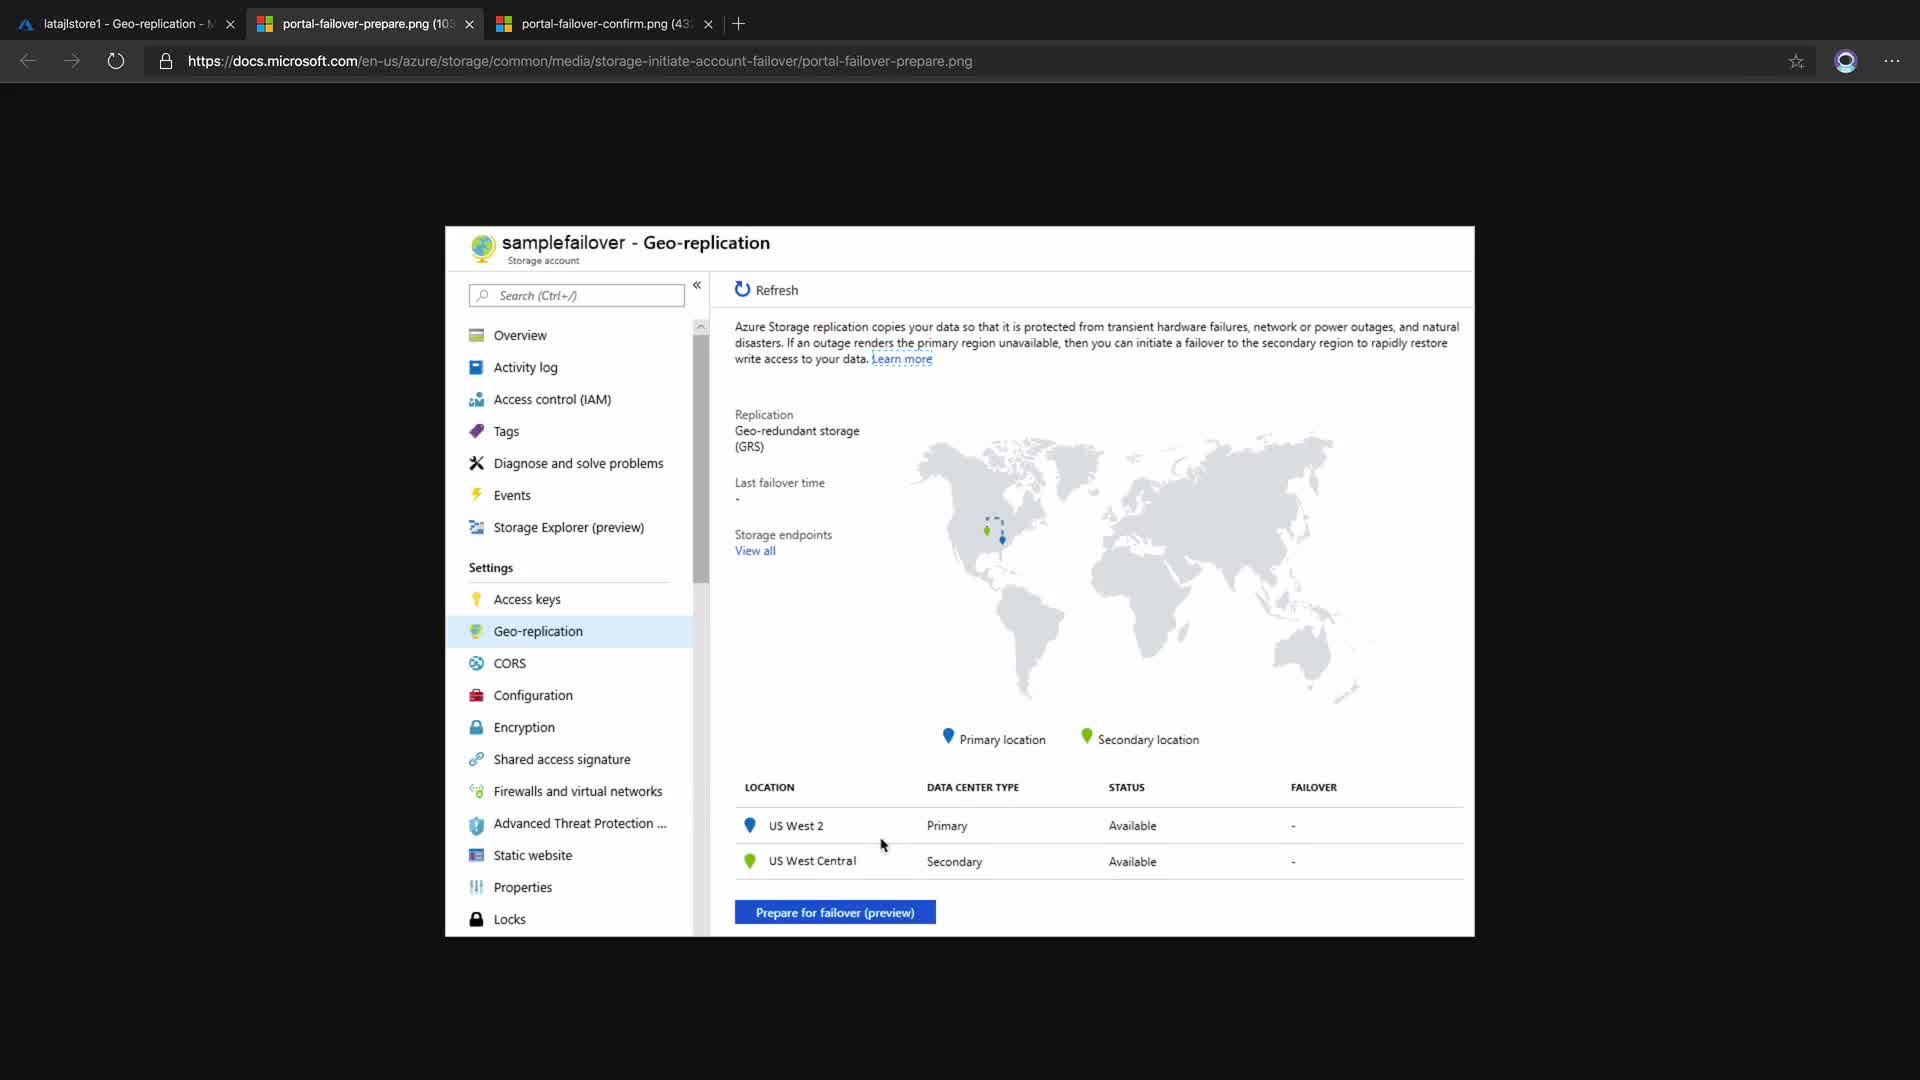 latajlstore1 - Geo-replication - M
portal-failover-prepare.png (103
portal-failover-confirm.png (43
https://docs.microsoft.com/en-us/azure/storage/common/media/storage-initiate-account-failover/portal-failover-prepare.png
samplefailover - Geo-replication
Storage account
Search (Ctrl+/)
«
Refresh
Overview
Activity log
Access control (IAM)
Tags
Diagnose and solve problems
Events
Storage Explorer (preview)
Settings
Access keys
Geo-replication
CORS
Configuration
Encryption
Shared access signature
Firewalls and virtual networks
Advanced Threat Protection ...
Static website
Properties
Locks
Azure Storage replication copies your data so that it is protected from transient hardware failures, network or power outages, and natural
disasters. If an outage renders the primary region unavailable, then you can initiate a failover to the secondary region to rapidly restore
write access to your data. Learn more
Replication
Geo-redundant storage
(GRS)
Last failover time
-
Storage endpoints
View all
Primary location
Secondary location
LOCATION DATA CENTER TYPE STATUS FAILOVER
US West 2 Primary Available -
US West Central Secondary Available -
Prepare for failover (preview)